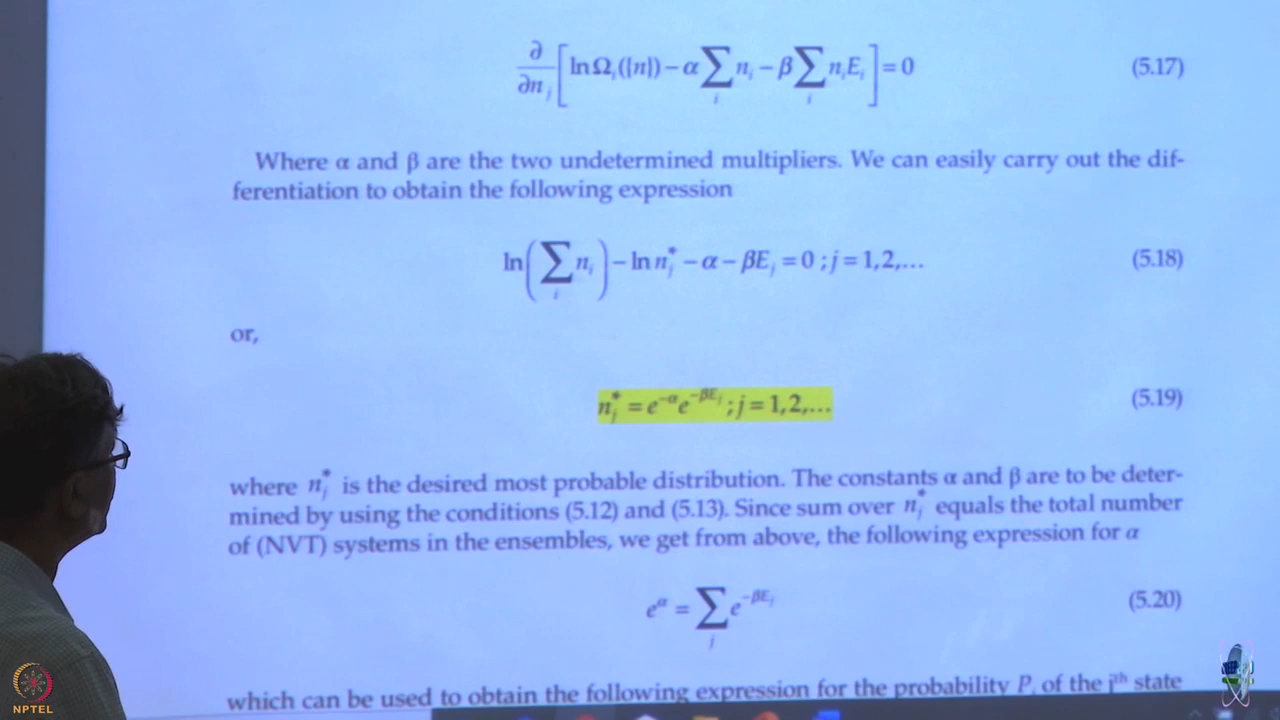 ∂/∂n_j [ln Ω_j({n}) − α ∑_i n_i − β ∑_i n_i E_i] = 0 (5.17)
Where α and β are the two undetermined multipliers. We can easily carry out the dif-
ferentiation to obtain the following expression
ln(∑_i n_i) − ln n_j^* − α − βE_j = 0 ; j = 1,2,... (5.18)
or,
n_j^* = e^{−α} e^{−βE_j} ; j = 1,2,... (5.19)
where n_j^* is the desired most probable distribution. The constants α and β are to be deter-
mined by using the conditions (5.12) and (5.13). Since sum over n_j^* equals the total number
of (NVT) systems in the ensembles, we get from above, the following expression for α
e^α = ∑_j e^{−βE_j} (5.20)
which can be used to obtain the following expression for the probability P_j of the j^th state
NPTEL